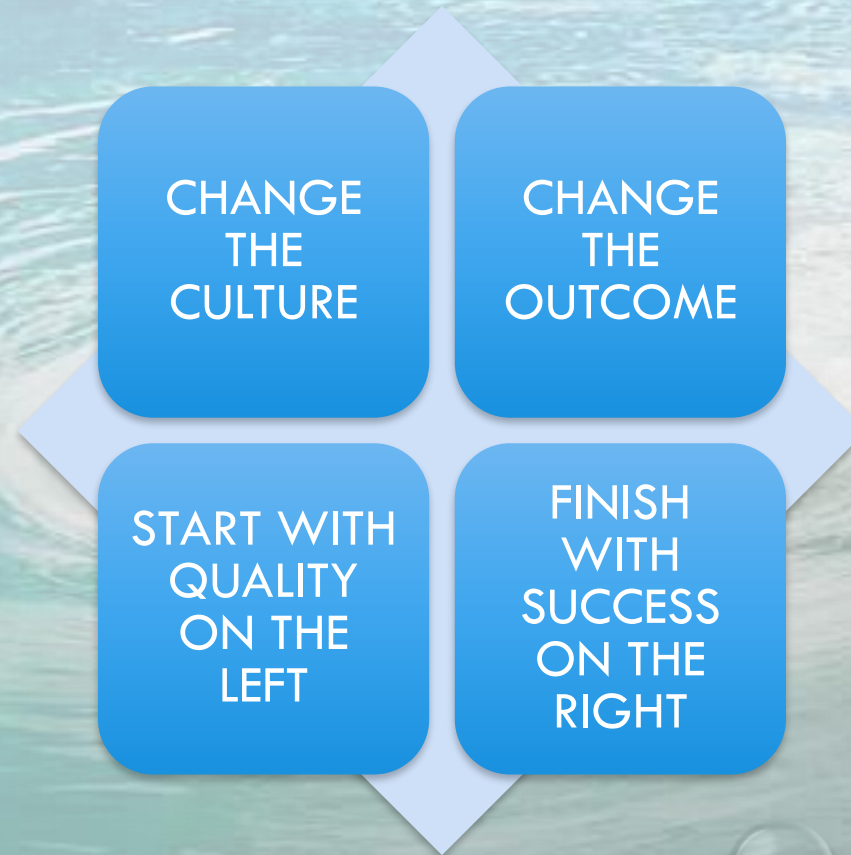 CHANGE
THE
CULTURE
CHANGE
THE
OUTCOME
START WITH
QUALITY
ON THE
LEFT
FINISH
WITH
SUCCESS
ON THE
RIGHT